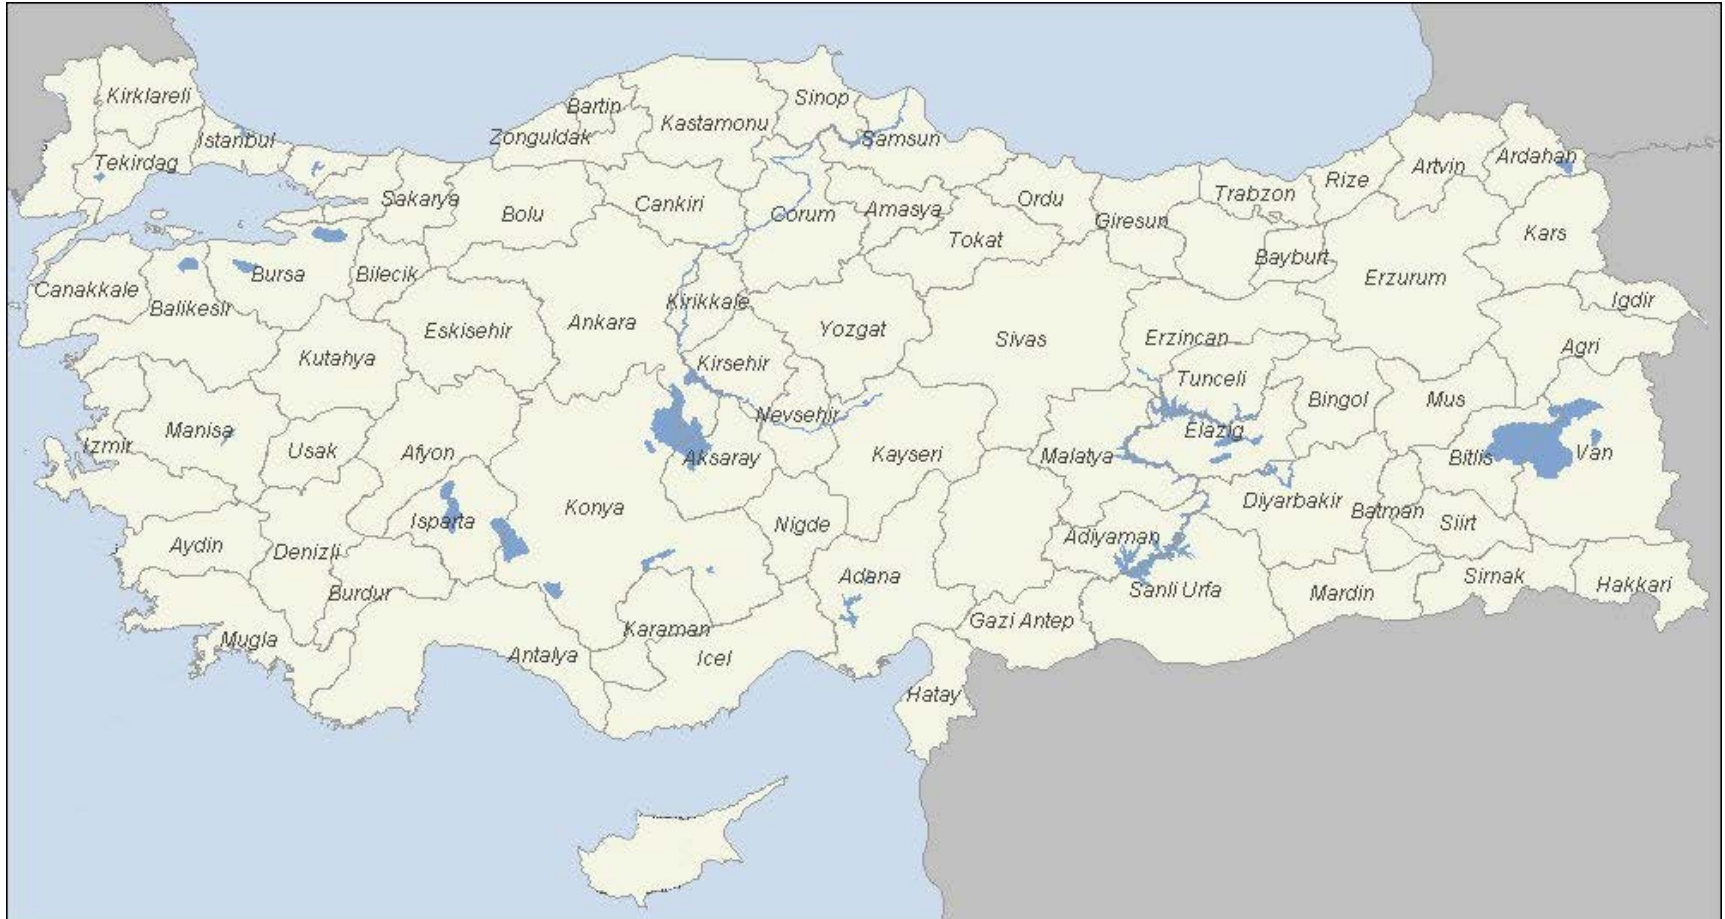 Kirklareli
Bartin
Sinop
Kastamonu
Istanbul
Zonguldak
Samsun
Tekirdag
Ardahan
Artvin
Rize
Trabzon
Sakarya
Cankiri
Ordu
Bolu
Corum
Amasya
Giresun
Tokat
Kars
Bayburt
Bursa
Bilecik
Erzurum
Canakkale
Balikesir
Kirikkale
Igdir
Ankara
Eskisehir
Yozgat
Sivas
Erzincan
Agri
Kutahya
Kirsehir
Tunceli
Bingol
Mus
Nevsehir
Manisa
Elazig
Izmir
Usak
Afyon
Aksaray
Kayseri
Malatya
Bitlis
Van
Konya
Diyarbakir
Batman
Isparta
Nigde
Siirt
Adiyaman
Aydin
Denizli
Adana
Sirnak
Hakkari
Burdur
Sanli Urfa
Mardin
Gazi Antep
Karaman
Mugla
Antalya
Icel
Hatay